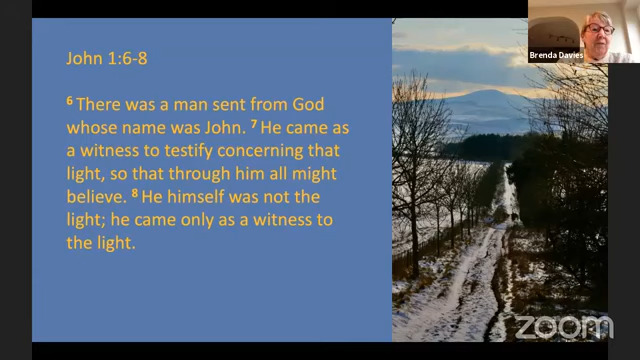 John 1:6-8
6 There was a man sent from God
whose name was John. 7 He came as
a witness to testify concerning that
light, so that through him all might
believe. 8 He himself was not the
light; he came only as a witness to
the light.
Brenda Davies
zoom